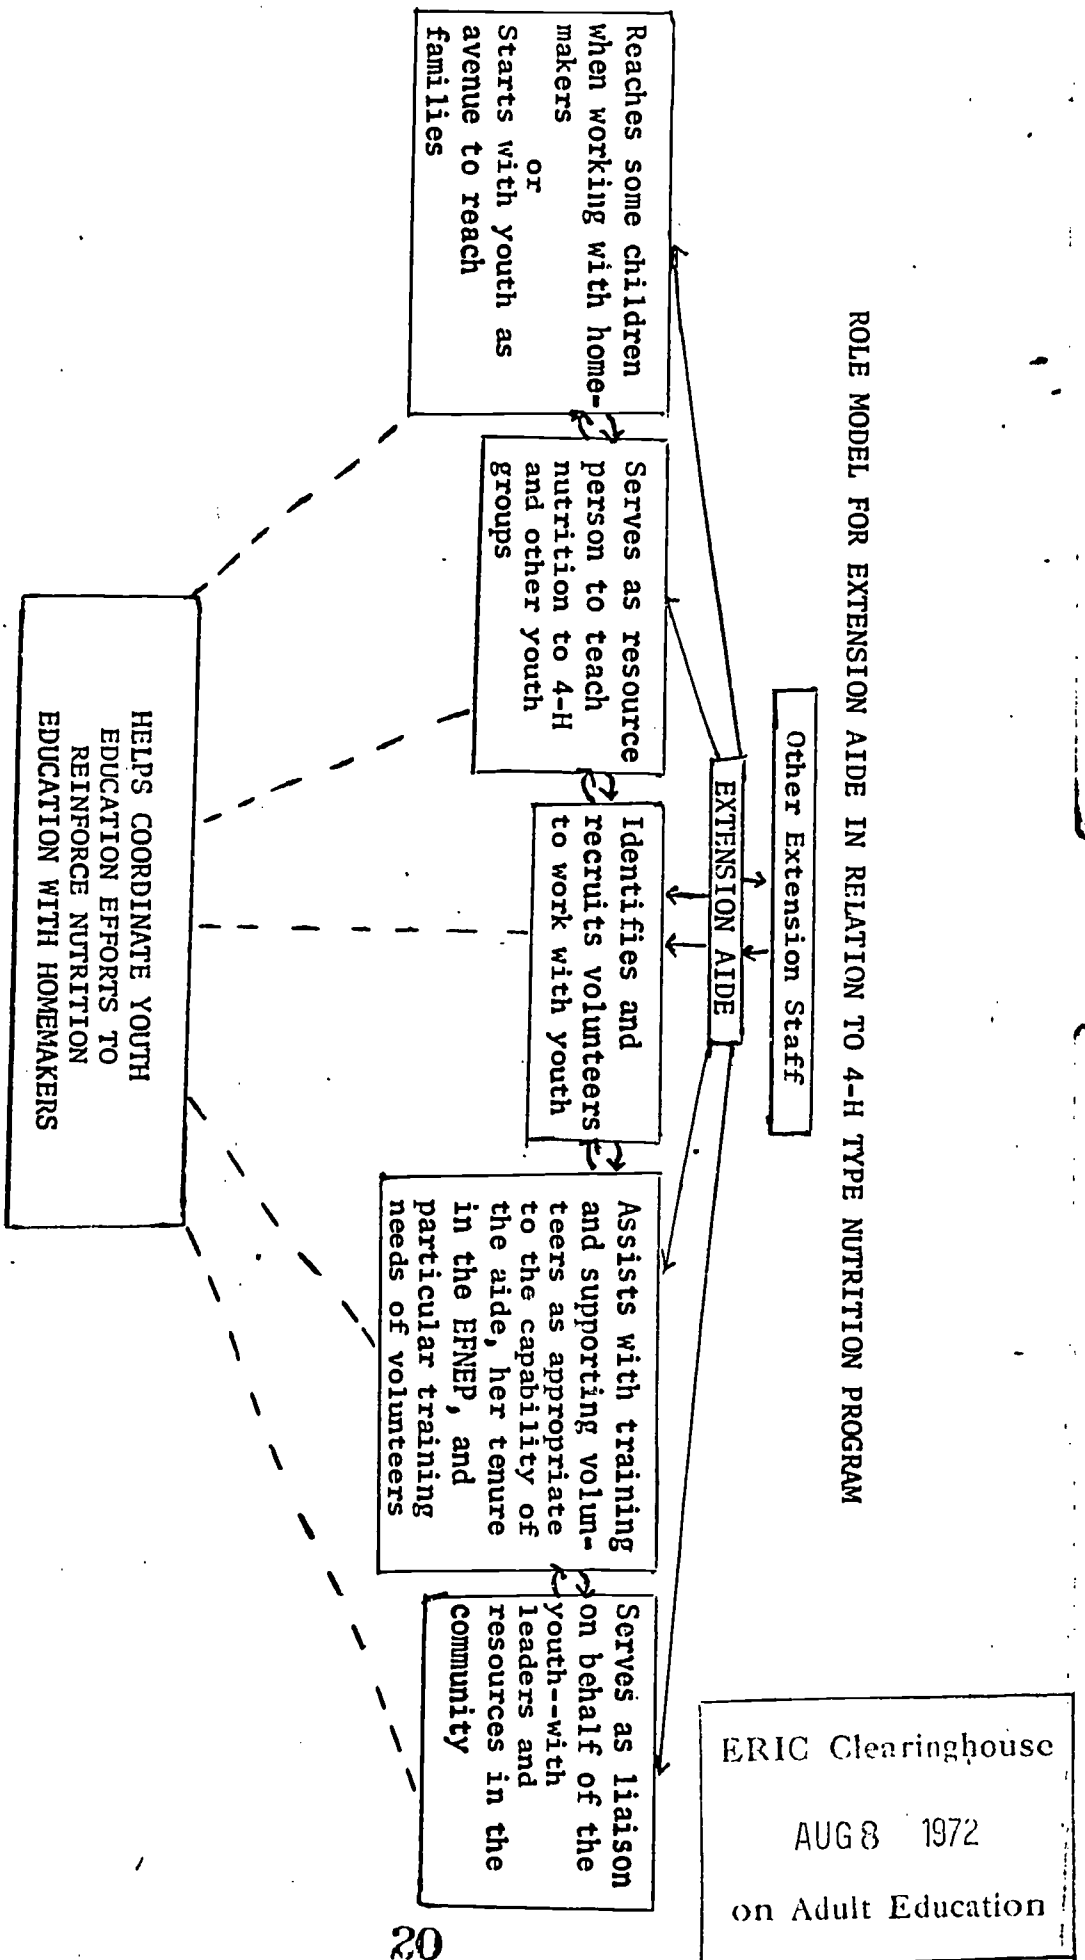 ROLE MODEL FOR EXTENSION AIDE IN RELATION TO 4-H TYPE NUTRITION PROGRAM
Other Extension Staff
EXTENSION AIDE
Reaches some children
when working with home-
makers
or
Starts with youth as
avenue to reach
families
Serves as resource
person to teach
nutrition to 4-H
and other youth
groups
Identifies and
recruits volunteers
to work with youth
Assists with training
and supporting volun-
teers as appropriate
to the capability of
the aide, her tenure
in the EFNEP, and
particular training
needs of volunteers
Serves as liaison
on behalf of the
youth--with
leaders and
resources in the
community
HELPS COORDINATE YOUTH
EDUCATION EFFORTS TO
REINFORCE NUTRITION
EDUCATION WITH HOMEMAKERS
ERIC Clearinghouse
AUG 8 1972
on Adult Education
20